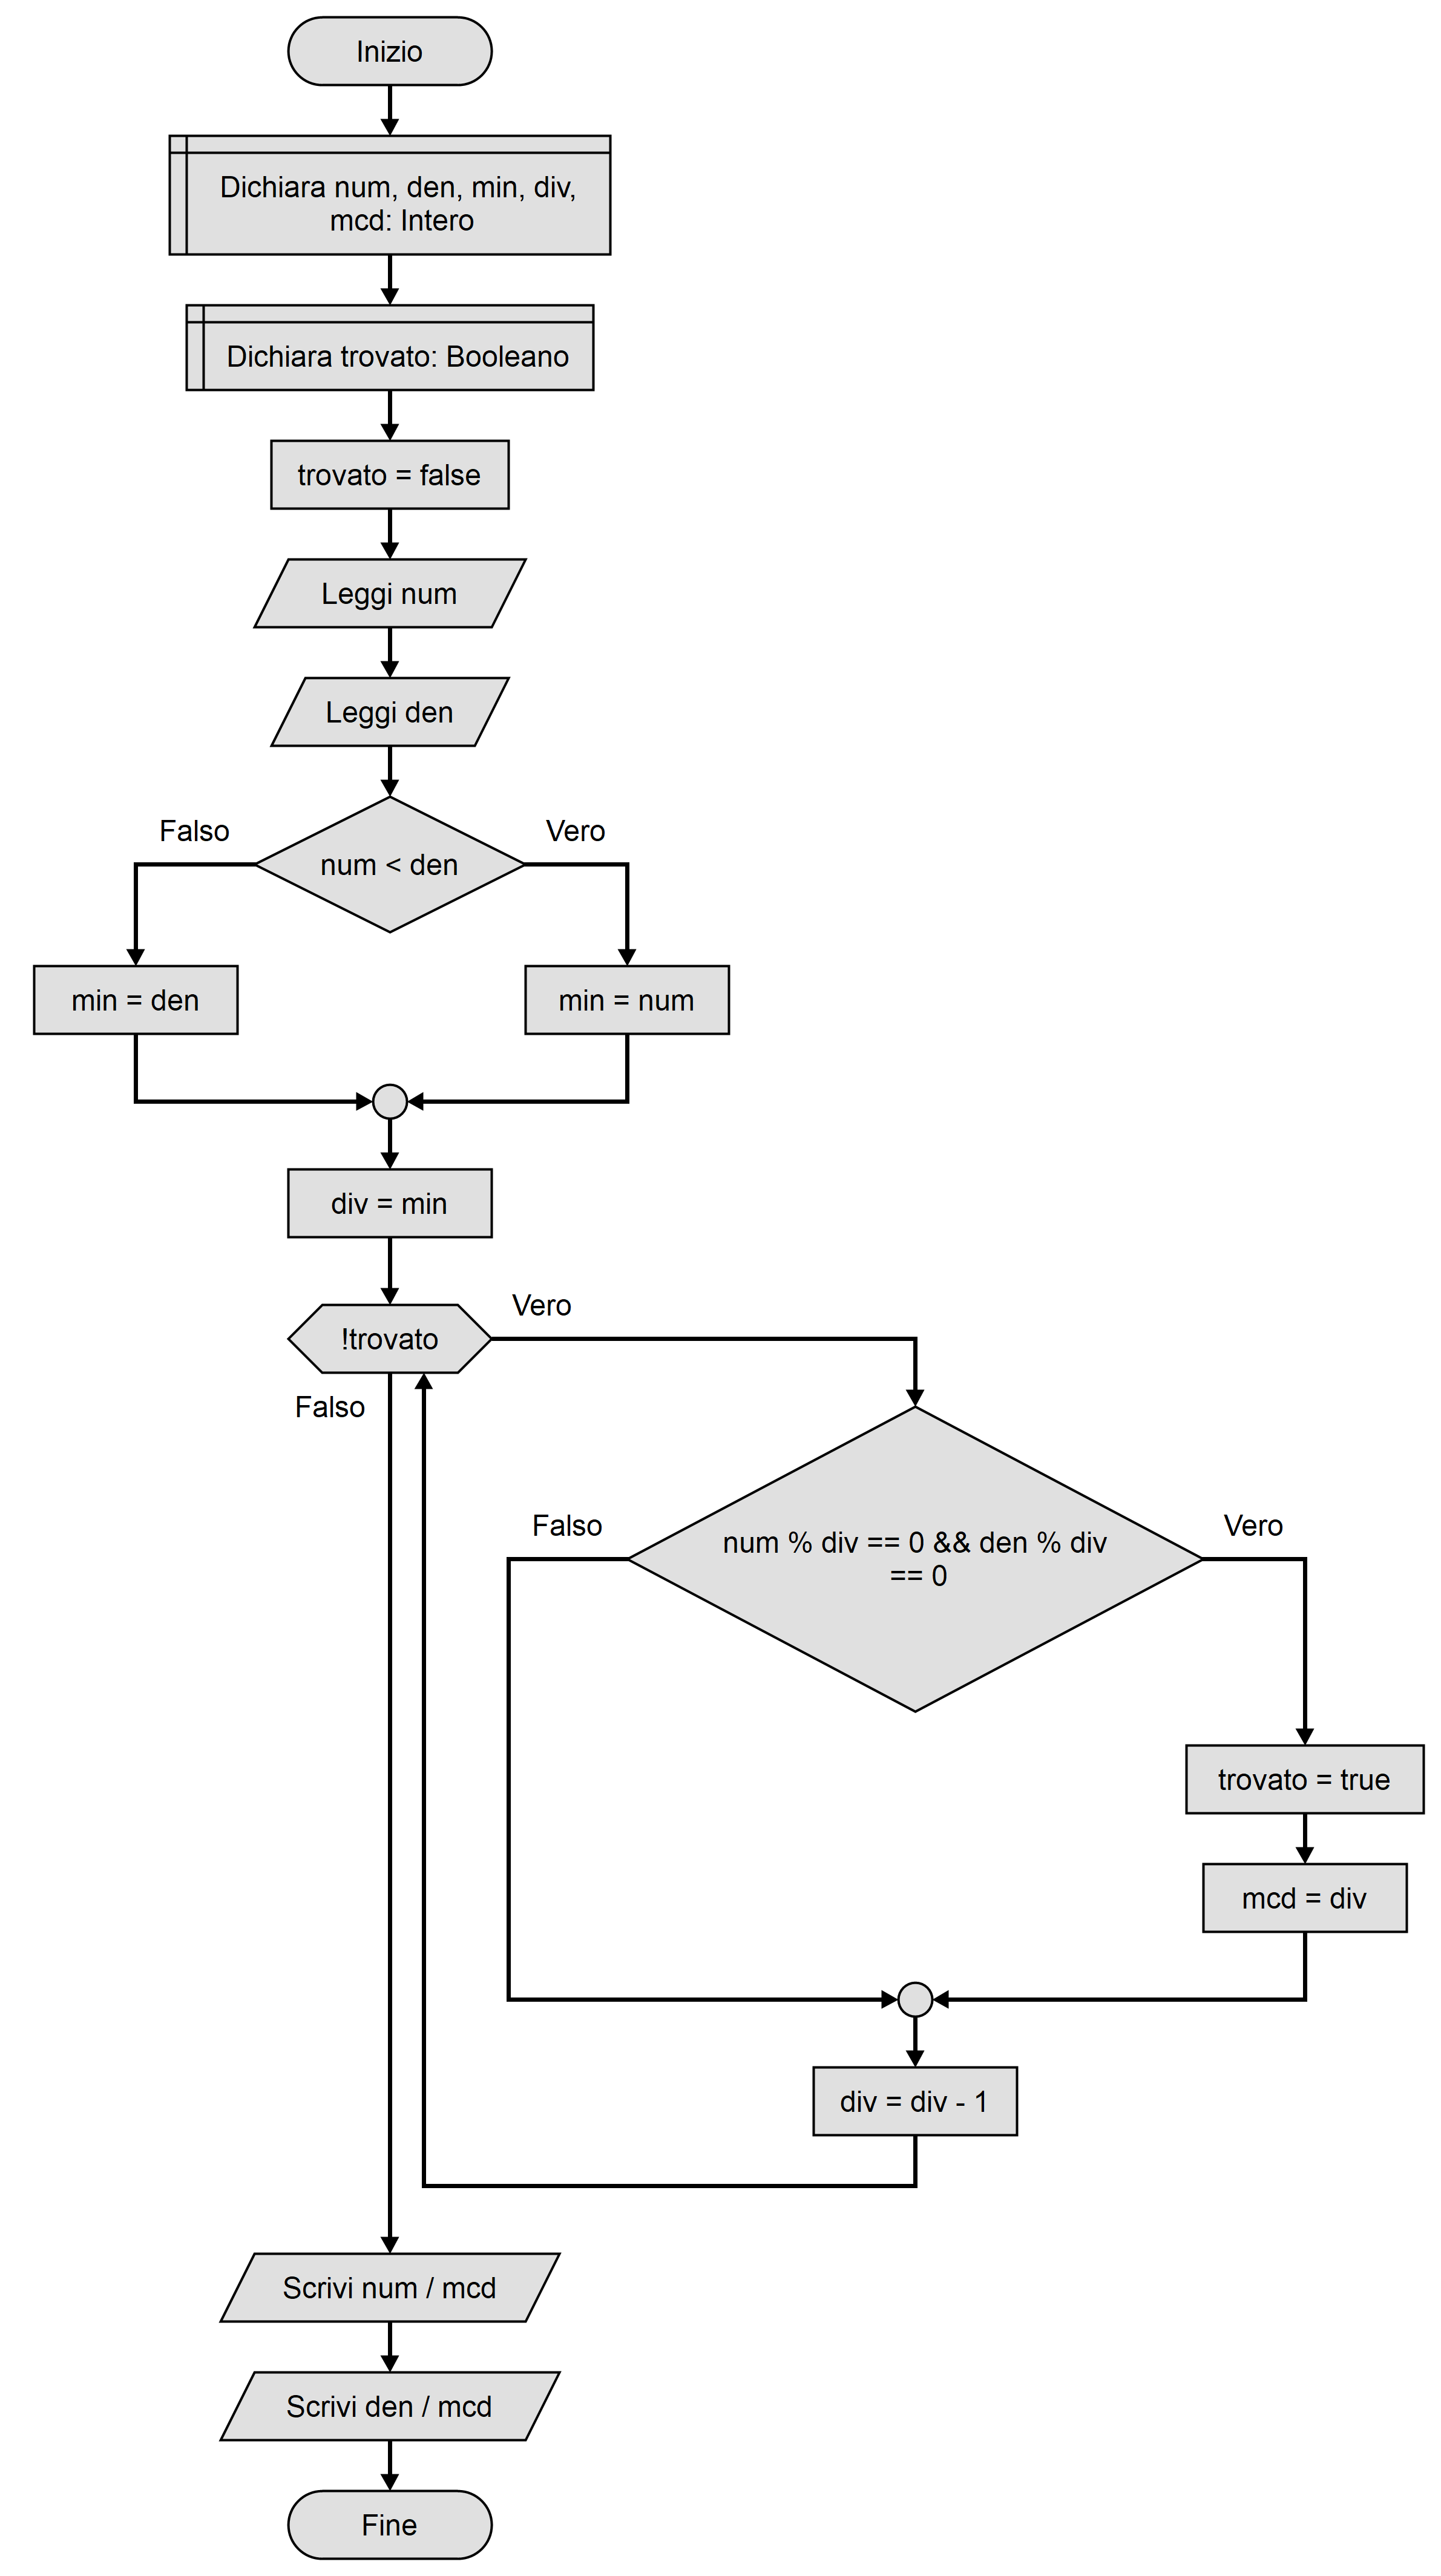 Inizio
Dichiara num, den, min, div,
mcd: Intero
Dichiara trovato: Booleano
trovato = false
Leggi num
Leggi den
Falso
Vero
num < den
min = den
min = num
div = min
Vero
!trovato
Falso
Falso
Vero
num % div == 0 && den % div
== 0
trovato = true
mcd = div
div = div - 1
Scrivi num / mcd
Scrivi den / mcd
Fine